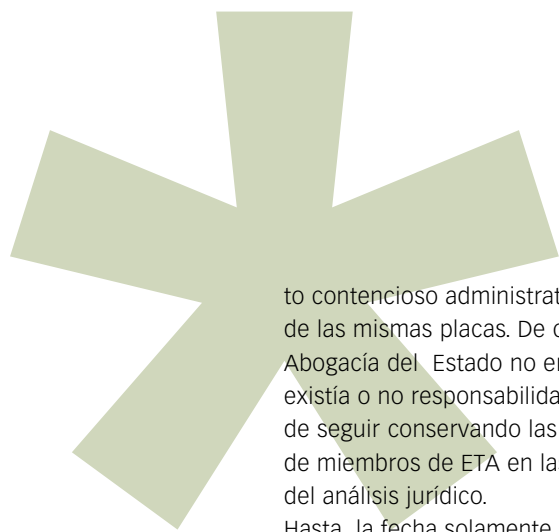 to contencioso administrat
de las mismas placas. De c
Abogacía del Estado no en
existía o no responsabilida
de seguir conservando las
de miembros de ETA en la
del análisis jurídico.
Hasta la fecha solamente